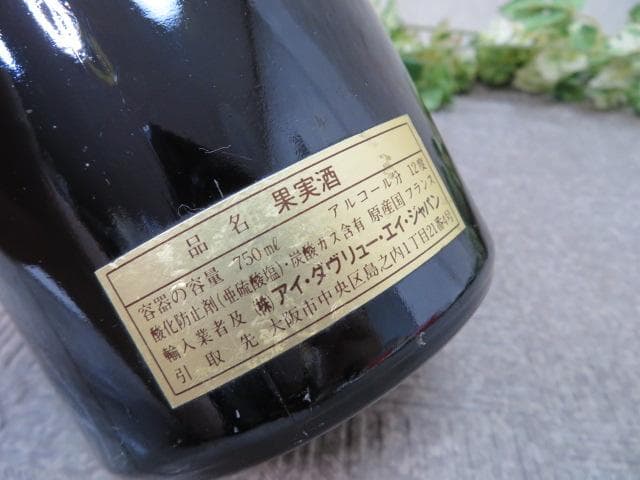 品名 果実酒
容器の容量 750ml アルコール分 12度
酸化防止剤(亜硫酸塩)・炭酸ガス含有 原産国 フランス
輸入業者及 ㈱アイ・ダヴリュー・エイ・ジャパン
引取先 大阪市中央区島之内1丁目21番4号